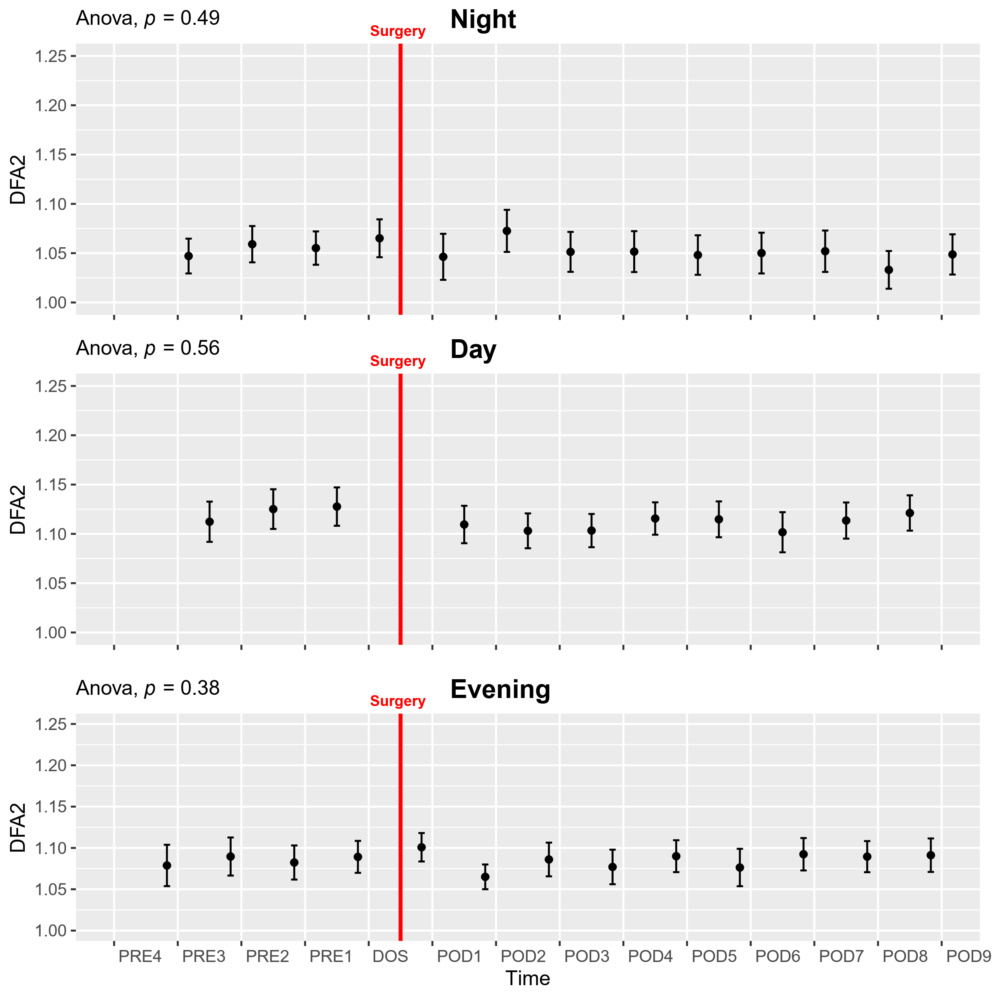 Anova, p = 0.49
Night
Surgery
1.25
1.20
1.15
1.10
1.05
1.00
DFA2
Anova, p = 0.56
Day
Surgery
1.25
1.20
1.15
1.10
1.05
1.00
DFA2
Anova, p = 0.38
Evening
Surgery
1.25
1.20
1.15
1.10
1.05
1.00
DFA2
PRE4 PRE3 PRE2 PRE1 DOS POD1 POD2 POD3 POD4 POD5 POD6 POD7 POD8 POD9
Time